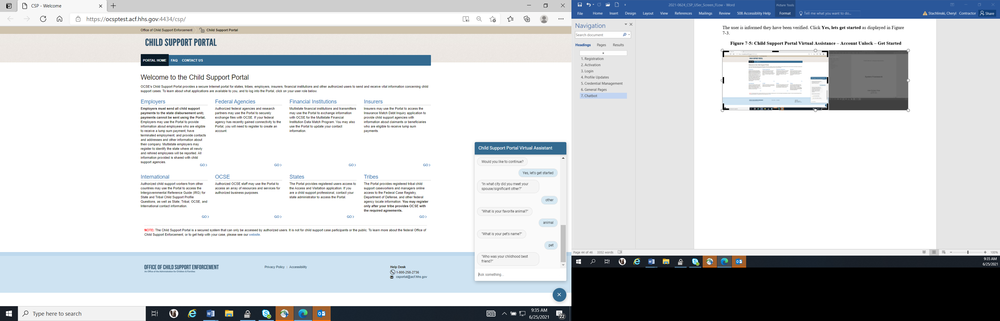 CSP - Welcome
https://ocsptest.acf.hhs.gov:4434/csp/
Office of Child Support Enforcement
Child Support Portal
CHILD SUPPORT PORTAL
PORTAL HOME FAQ CONTACT US
Welcome to the Child Support Portal
OCSE's Child Support Portal provides a secure Internet portal for states, tribes, employers, insurers, financial institutions and other authorized users to send and receive vital information concerning child
support cases. To learn about what applications are available to you, and to log into the Portal, click on your user role below.
Employers
Employers must send all child support
payments to the state disbursement unit;
payments cannot be sent using the Portal.
Employers may use the Portal to provide
information about employees who are eligible
to receive a lump sum payment, have
terminated employment, and provide contacts
and addresses and other information about
their company. Multistate employers may
register to identify the state where all newly
and rehired employees will be reported. All
information provided is shared with child
support agencies.
GO>
Federal Agencies
Authorized federal agencies and research
partners may use the Portal to securely
exchange files with OCSE. If your federal
agency has recently gained connectivity to the
Portal, you will need to register to create an
account.
GO>
Financial Institutions
Multistate financial institutions and transmitters
may use the Portal to exchange information
with OCSE for the Multistate Financial
Institution Data Match Program. You may also
use the Portal to update your contact
information.
GO>
Insurers
Insurers may use the Portal to access the
Insurance Match Debt Inquiry application to
provide child support agencies with
information about claimants or beneficiaries
who are eligible to receive lump sum
payments.
GO>
International
Authorized child support workers from other
countries may use the Portal to access the
Intergovernmental Reference Guide (IRG) for
State and Tribal Child Support Profile
Questions, as well as State, Tribal, OCSE, and
International contact information.
GO>
OCSE
Authorized OCSE staff may use the Portal to
access an array of resources and services for
authorized business purposes.
GO>
States
The Portal provides registered users access to
the Access and Visitation application. If you
are a child support professional, contact your
state administrator to access the Portal.
GO>
Tribes
The Portal provides registered tribal child
support caseworkers and managers online
access to the Federal Case Registry,
Department of Defense, and other federal
agency locate information. You may register
only after your tribe provides OCSE with
the required agreements.
GO>
NOTE: The Child Support Portal is a secured system that can only be accessed by authorized users. It is not for child support case participants or the public. To learn more about the federal Office of
Child Support Enforcement, or to get help with your case, please see our website.
OFFICE OF CHILD SUPPORT ENFORCEMENT
An Office of the Administration for Children & Families
Privacy Policy | Accessibility
Help Desk
1-800-258-2736
csportal@acf.hhs.gov
Child Support Portal Virtual Assistant
Would you like to continue?
Yes, let's get started
"In what city did you meet your
spouse/significant other?"
other
"What is your favorite animal?"
animal
"What is your pet's name?"
pet
"Who was your childhood best
friend?"
Ask something...
Type here to search
9:35 AM
6/25/2021
22
2021-0624_CSP_USer_Screen_FLow - Word
Picture Tools
File Home Insert Design Layout View References Mailings Review 508 Accessiblity Help Format Tell me what you want to do...
Stachlinski, Cheryl Contractor Share
Navigation
Search document
Headings Pages Results
1. Registration
2. Activation
3. Login
4. Profile Updates
5. Credential Management
6. General Pages
7. Chatbot
The user is informed they have been verified. Click Yes, lets get started as displayed in Figure
7-3.
Figure 7-5: Child Support Portal Virtual Assistance – Account Unlock – Get Started
Page 44 of 46 3352 words
100%
9:35 AM
6/25/2021